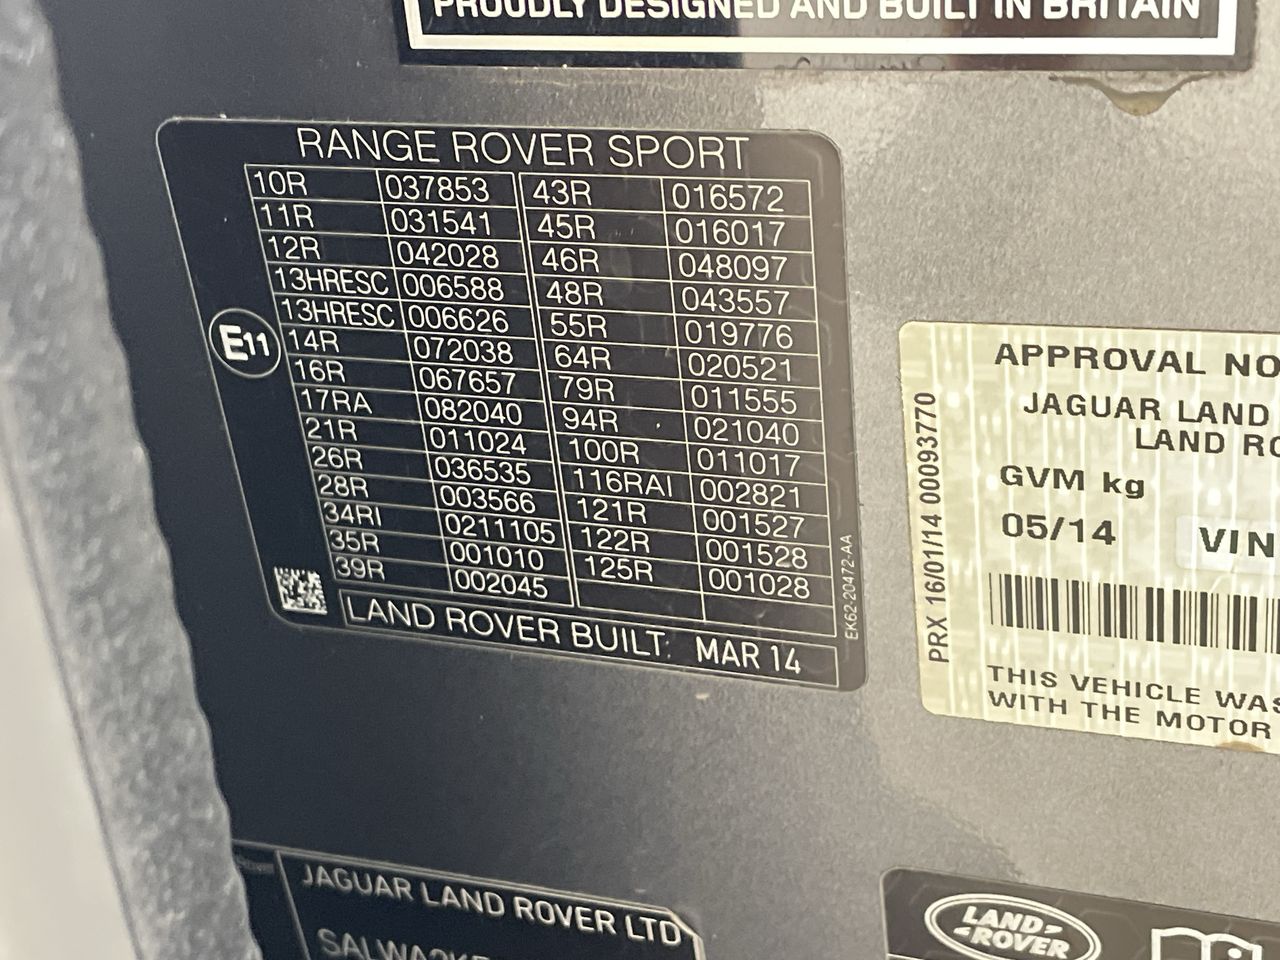 PROUDLY DESIGNED AND BUILT IN BRITAIN
RANGE ROVER SPORT
10R 037853 43R 016572
11R 031541 45R 016017
12R 042028 46R 048097
13HRESC 006588 48R 043557
13HRESC 006626 55R 019776
14R 072038 64R 020521
16R 067657 79R 011555
17RA 082040 94R 021040
21R 011024 100R 011017
26R 036535 116RAI 002821
28R 003566 121R 001527
34RI 0211105 122R 001528
35R 001010 125R 001028
39R 002045
E11
LAND ROVER BUILT: MAR 14
EK62-20472-AA
PRX 16/01/14 00093770
APPROVAL NO
JAGUAR LAND
LAND RO
GVM kg
05/14 VIN
THIS VEHICLE WAS
WITH THE MOTOR
JAGUAR LAND ROVER LTD
LAND-
-ROVER